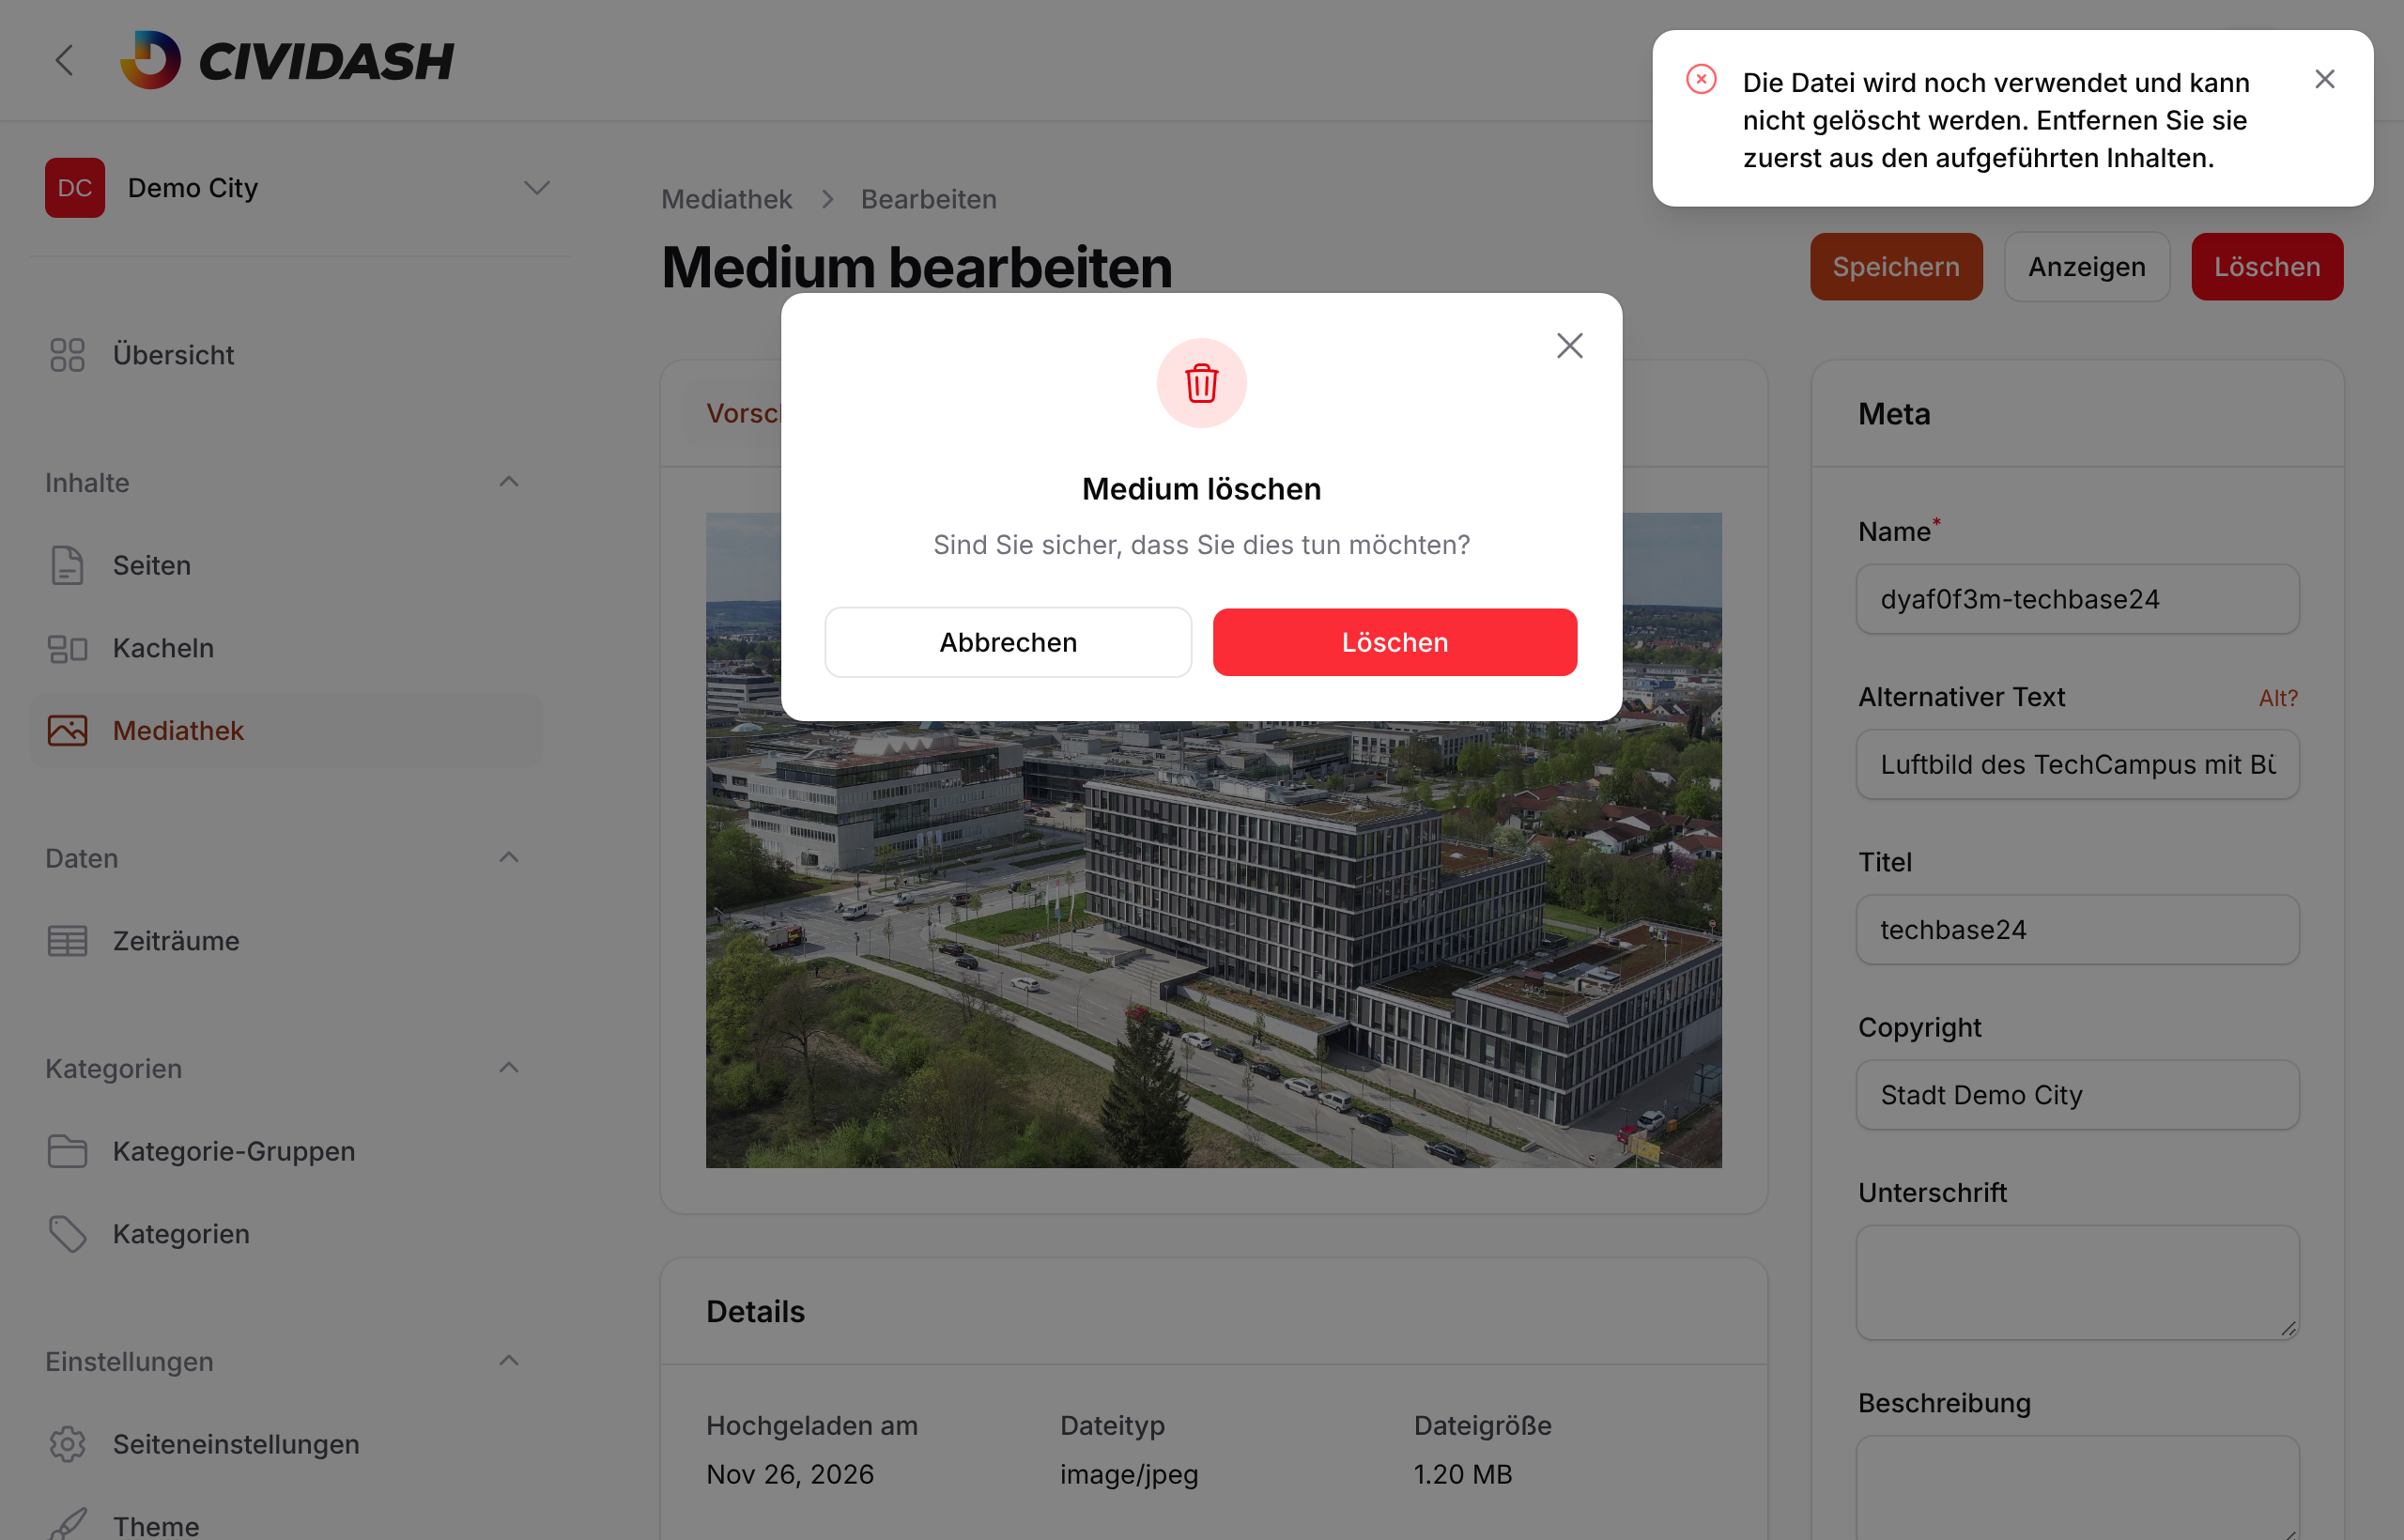 CIVIDASH
Die Datei wird noch verwendet und kann
nicht gelöscht werden. Entfernen Sie sie
zuerst aus den aufgeführten Inhalten.
DC
Demo City
Übersicht
Inhalte
Seiten
Kacheln
Mediathek
Daten
Zeiträume
Kategorien
Kategorie-Gruppen
Kategorien
Einstellungen
Seiteneinstellungen
Theme
Mediathek
Bearbeiten
Medium bearbeiten
Speichern
Anzeigen
Löschen
Medium löschen
Sind Sie sicher, dass Sie dies tun möchten?
Abbrechen
Löschen
Details
Hochgeladen am
Dateityp
Dateigröße
Nov 26, 2026
image/jpeg
1.20 MB
Meta
Name*
dyaf0f3m-techbase24
Alternativer Text
Alt?
Luftbild des TechCampus mit
Titel
techbase24
Copyright
Stadt Demo City
Unterschrift
Beschreibung